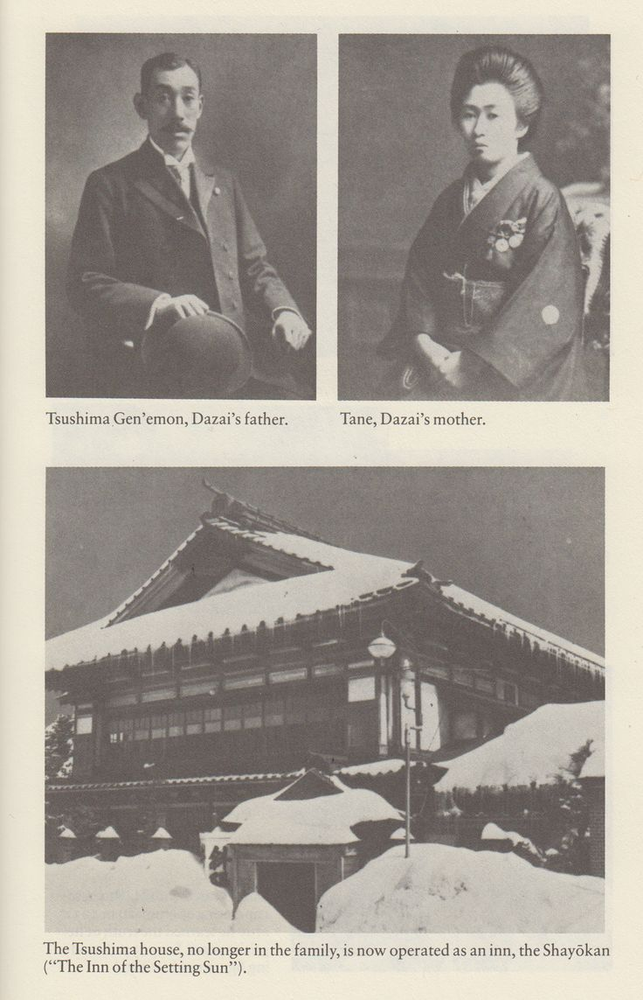 Tsushima Gen’emon, Dazai’s father.
Tane, Dazai’s mother.
The Tsushima house, no longer in the family, is now operated as an inn, the Shayōkan
(“The Inn of the Setting Sun”).